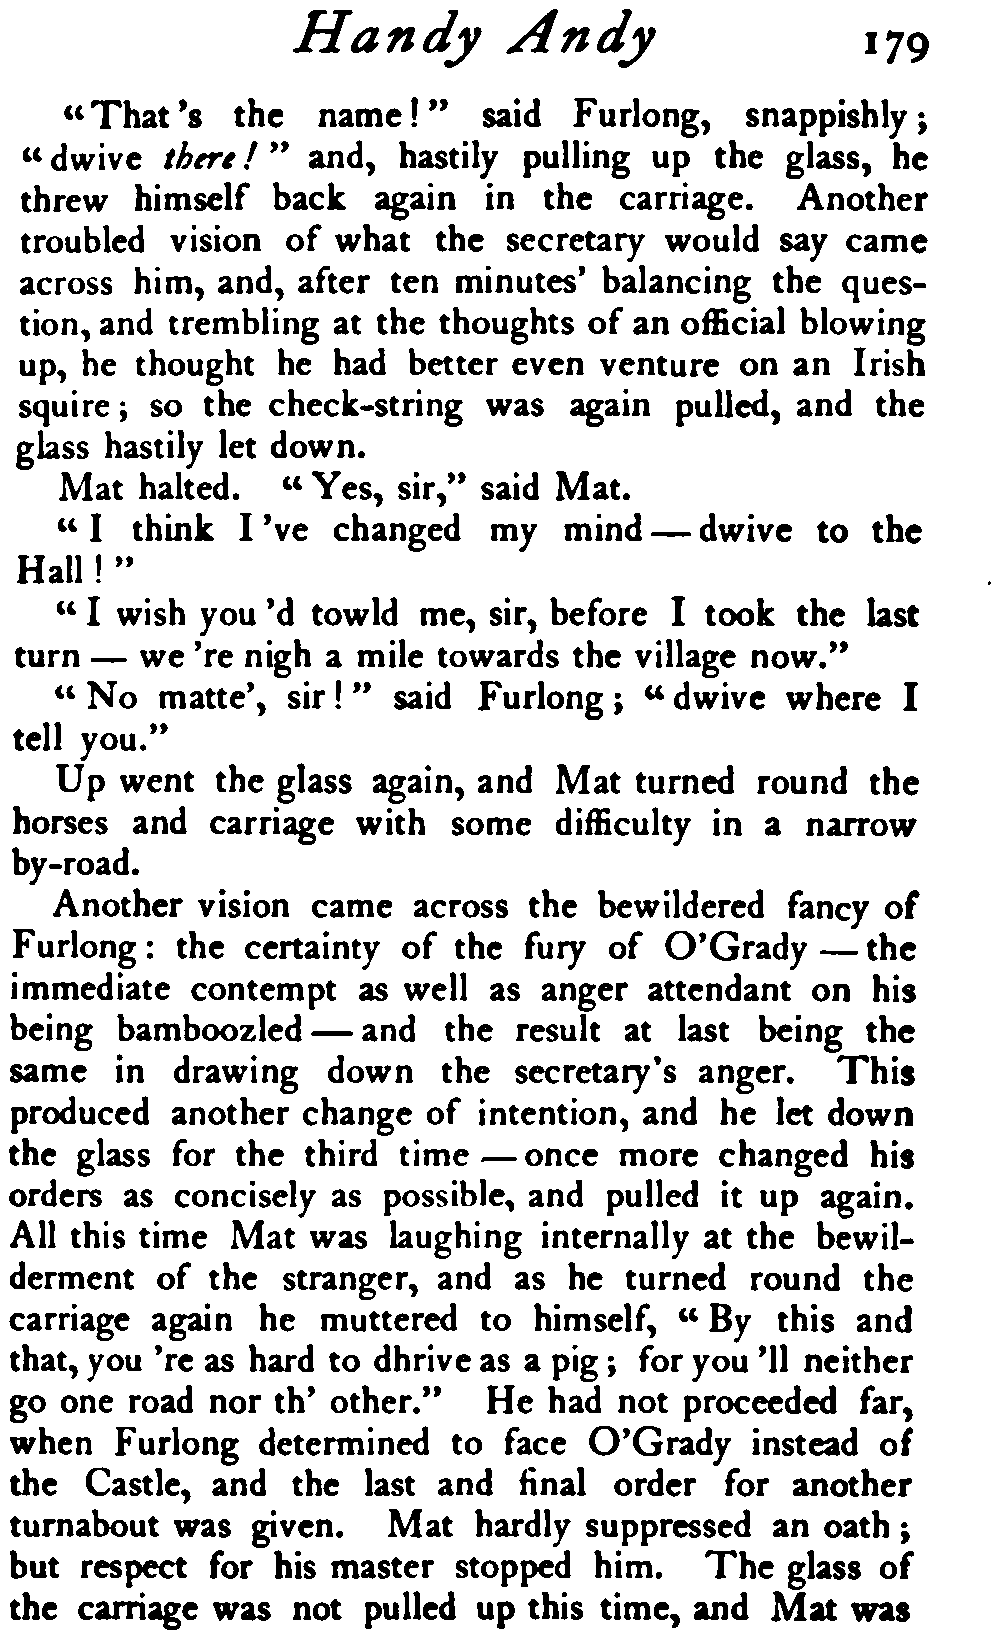 Handy Andy 179
“That 's the name!” said Furlong, snappishly;
“dwive there!” and, hastily pulling up the glass, he
threw himself back again in the carriage. Another
troubled vision of what the secretary would say came
across him, and, after ten minutes' balancing the ques-
tion, and trembling at the thoughts of an official blowing
up, he thought he had better even venture on an Irish
squire; so the check-string was again pulled, and the
glass hastily let down.
Mat halted. “Yes, sir,” said Mat.
“I think I 've changed my mind — dwive to the
Hall!”
“I wish you 'd towld me, sir, before I took the last
turn — we 're nigh a mile towards the village now.”
“No matte', sir!” said Furlong; “dwive where I
tell you.”
Up went the glass again, and Mat turned round the
horses and carriage with some difficulty in a narrow
by-road.
Another vision came across the bewildered fancy of
Furlong: the certainty of the fury of O'Grady — the
immediate contempt as well as anger attendant on his
being bamboozled — and the result at last being the
same in drawing down the secretary's anger. This
produced another change of intention, and he let down
the glass for the third time — once more changed his
orders as concisely as possible, and pulled it up again.
All this time Mat was laughing internally at the bewil-
derment of the stranger, and as he turned round the
carriage again he muttered to himself, “By this and
that, you 're as hard to dhrive as a pig; for you 'll neither
go one road nor th' other.” He had not proceeded far,
when Furlong determined to face O'Grady instead of
the Castle, and the last and final order for another
turnabout was given. Mat hardly suppressed an oath;
but respect for his master stopped him. The glass of
the carriage was not pulled up this time, and Mat was